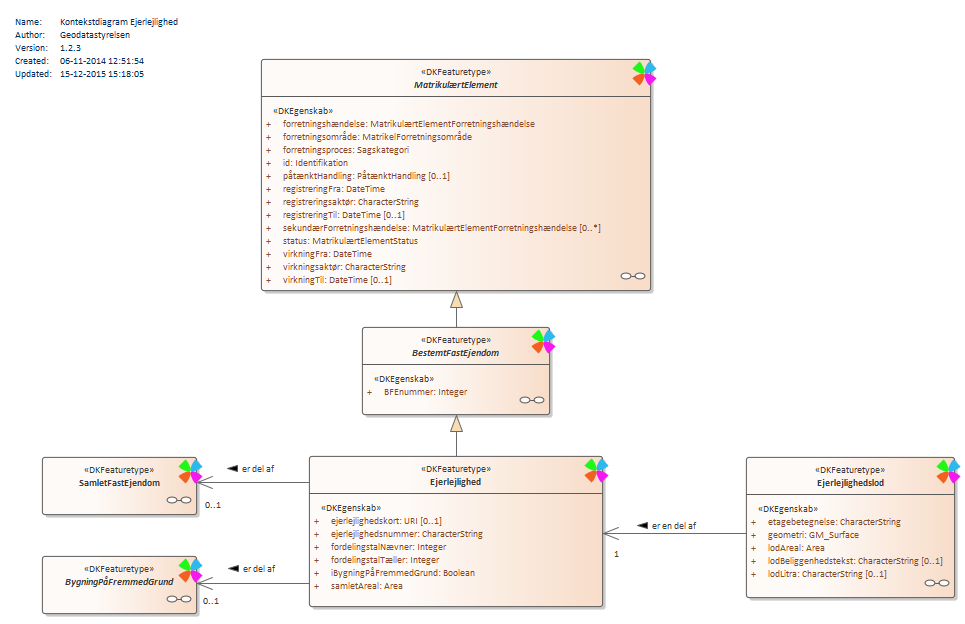 Name: Kontekstdiagram Ejerlejlighed
Author: Geodatastyrelsen
Version: 1.2.3
Created: 06-11-2014 12:51:54
Updated: 15-12-2015 15:18:05
«DKFeaturetype»
MatrikulærtElement
«DKEgenskab»
+ forretningshændelse: MatrikulærtElementForretningshændelse
+ forretningsområde: MatrikelForretningsområde
+ forretningsproces: Sagskategori
+ id: Identifikation
+ påtænktHandling: PåtænktHandling [0..1]
+ registreringFra: DateTime
+ registreringsaktør: CharacterString
+ registreringTil: DateTime [0..1]
+ sekundærForretningshændelse: MatrikulærtElementForretningshændelse [0..*]
+ status: MatrikulærtElementStatus
+ virkningFra: DateTime
+ virkningsaktør: CharacterString
+ virkningTil: DateTime [0..1]
«DKFeaturetype»
BestemtFastEjendom
«DKEgenskab»
+ BFEnummer: Integer
«DKFeaturetype»
SamletFastEjendom
er del af
0..1
«DKFeaturetype»
BygningPåFremmedGrund
er del af
0..1
«DKFeaturetype»
Ejerlejlighed
«DKEgenskab»
+ ejerlejlighedskort: URI [0..1]
+ ejerlejlighedsnummer: CharacterString
+ fordelingstalNævner: Integer
+ fordelingstalTæller: Integer
+ iBygningPåFremmedGrund: Boolean
+ samletAreal: Area
er en del af
1
«DKFeaturetype»
Ejerlejlighedslod
«DKEgenskab»
+ etagebetegnelse: CharacterString
+ geometri: GM_Surface
+ lodAreal: Area
+ lodBeliggenhedstekst: CharacterString [0..1]
+ lodLitra: CharacterString [0..1]